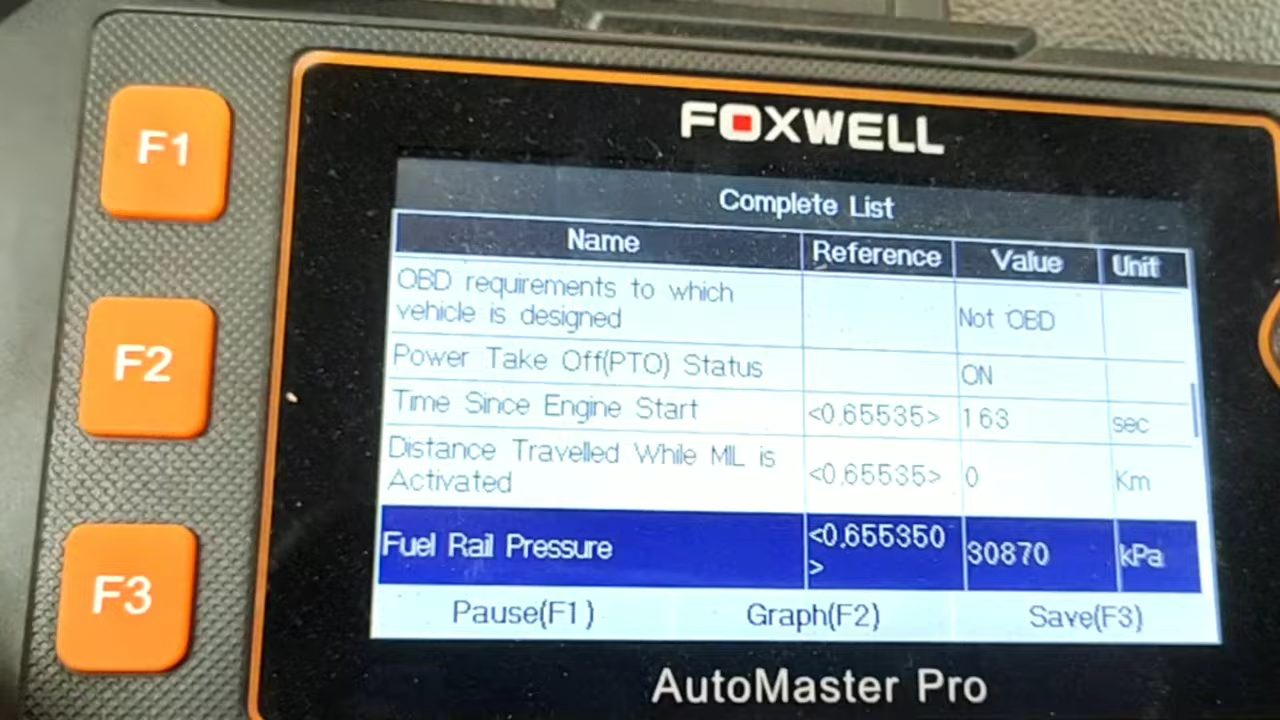 F1
FOXWELL
Complete List
Name Reference Value Unit
OBD requirements to which
vehicle is designed Not OBD
Power Take Off(PTO) Status ON
Time Since Engine Start <0,65535> 163 sec
Distance Travelled While MIL is
Activated <0,65535> 0 Km
Fuel Rail Pressure <0,655350
> 30870 kPa
Pause(F1) Graph(F2) Save(F3)
F2
F3
AutoMaster Pro